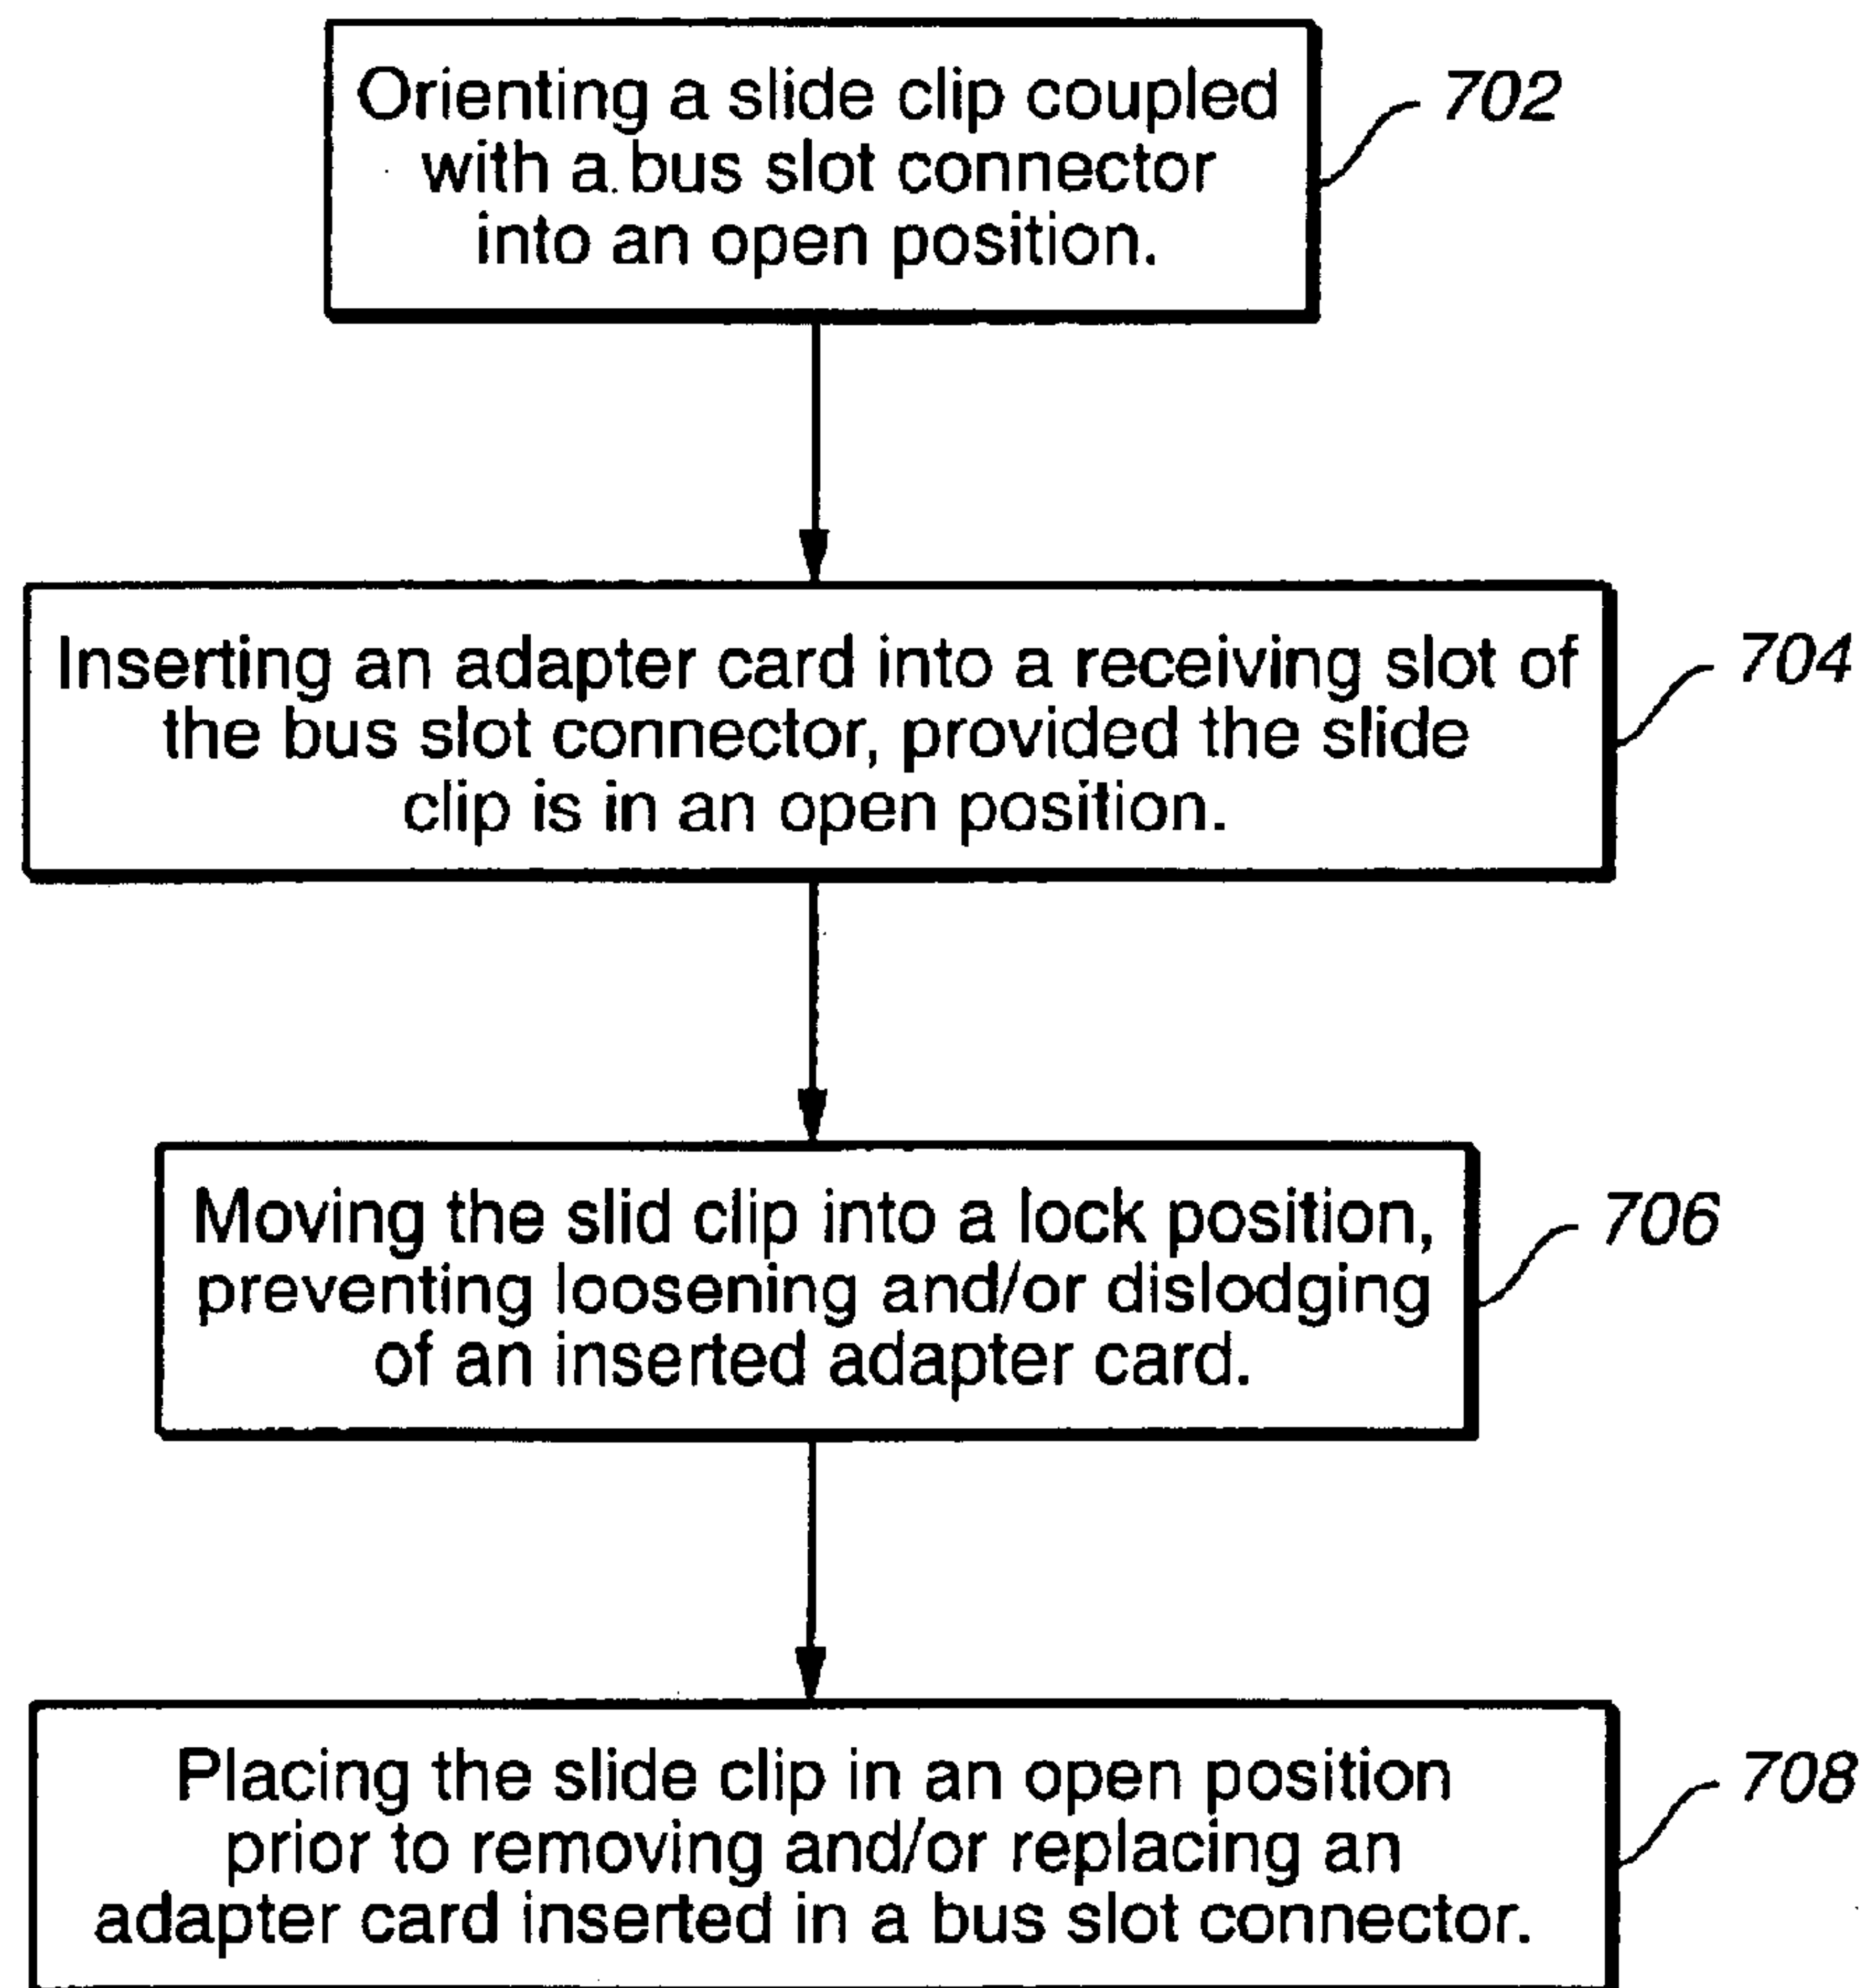 Orienting a slide clip coupled
with a bus slot connector
into an open position.
702
Inserting an adapter card into a receiving slot of
the bus slot connector, provided the slide
clip is in an open position.
704
Moving the slid clip into a lock position,
preventing loosening and/or dislodging
of an inserted adapter card.
706
Placing the slide clip in an open position
prior to removing and/or replacing an
adapter card inserted in a bus slot connector.
708